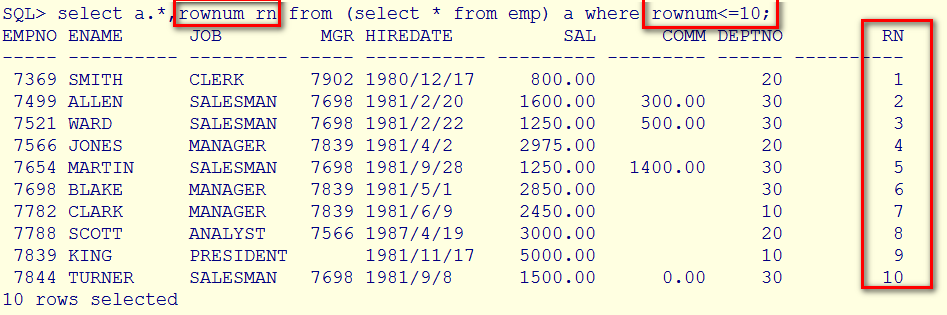 SQL> select a.*,rownum rn from (select * from emp) a where rownum<=10;
EMPNO ENAME      JOB         MGR HIREDATE          SAL      COMM DEPTNO         RN
----- ---------- --------- ----- ----------- --------- --------- ------ ----------
 7369 SMITH      CLERK      7902 1980/12/17     800.00               20          1
 7499 ALLEN      SALESMAN   7698 1981/2/20     1600.00    300.00     30          2
 7521 WARD       SALESMAN   7698 1981/2/22     1250.00    500.00     30          3
 7566 JONES      MANAGER    7839 1981/4/2      2975.00               20          4
 7654 MARTIN     SALESMAN   7698 1981/9/28     1250.00   1400.00     30          5
 7698 BLAKE      MANAGER    7839 1981/5/1      2850.00               30          6
 7782 CLARK      MANAGER    7839 1981/6/9      2450.00               10          7
 7788 SCOTT      ANALYST    7566 1987/4/19     3000.00               20          8
 7839 KING       PRESIDENT       1981/11/17    5000.00               10          9
 7844 TURNER     SALESMAN   7698 1981/9/8      1500.00      0.00     30         10
10 rows selected